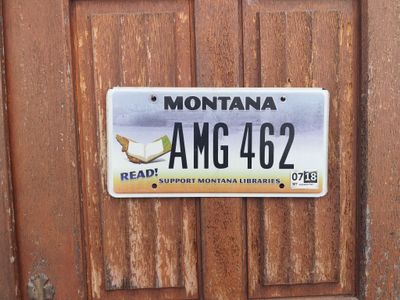 MONTANA
AMG 462
READ!
SUPPORT MONTANA LIBRARIES
07 18